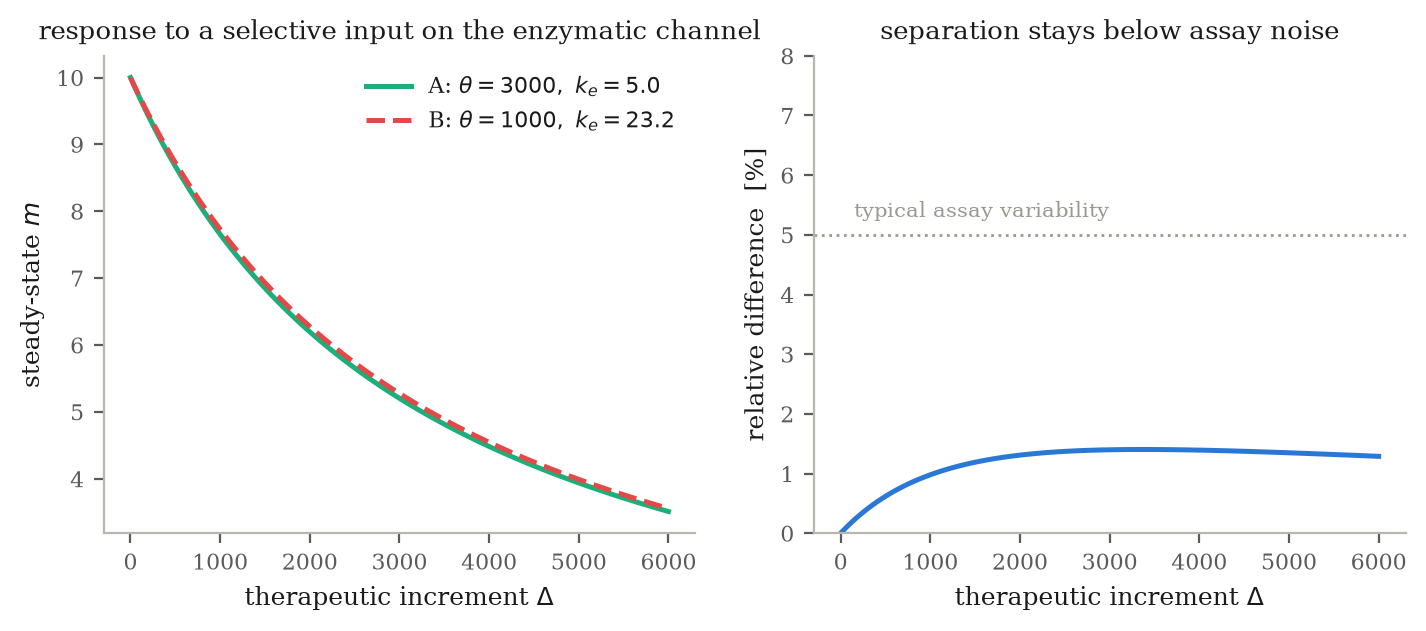 response to a selective input on the enzymatic channel
A: θ = 3000, kₑ = 5.0
B: θ = 1000, kₑ = 23.2
steady-state m
10
9
8
7
6
5
4
0 1000 2000 3000 4000 5000 6000
therapeutic increment Δ
separation stays below assay noise
relative difference [%]
8
7
6
typical assay variability
5
4
3
2
1
0
0 1000 2000 3000 4000 5000 6000
therapeutic increment Δ